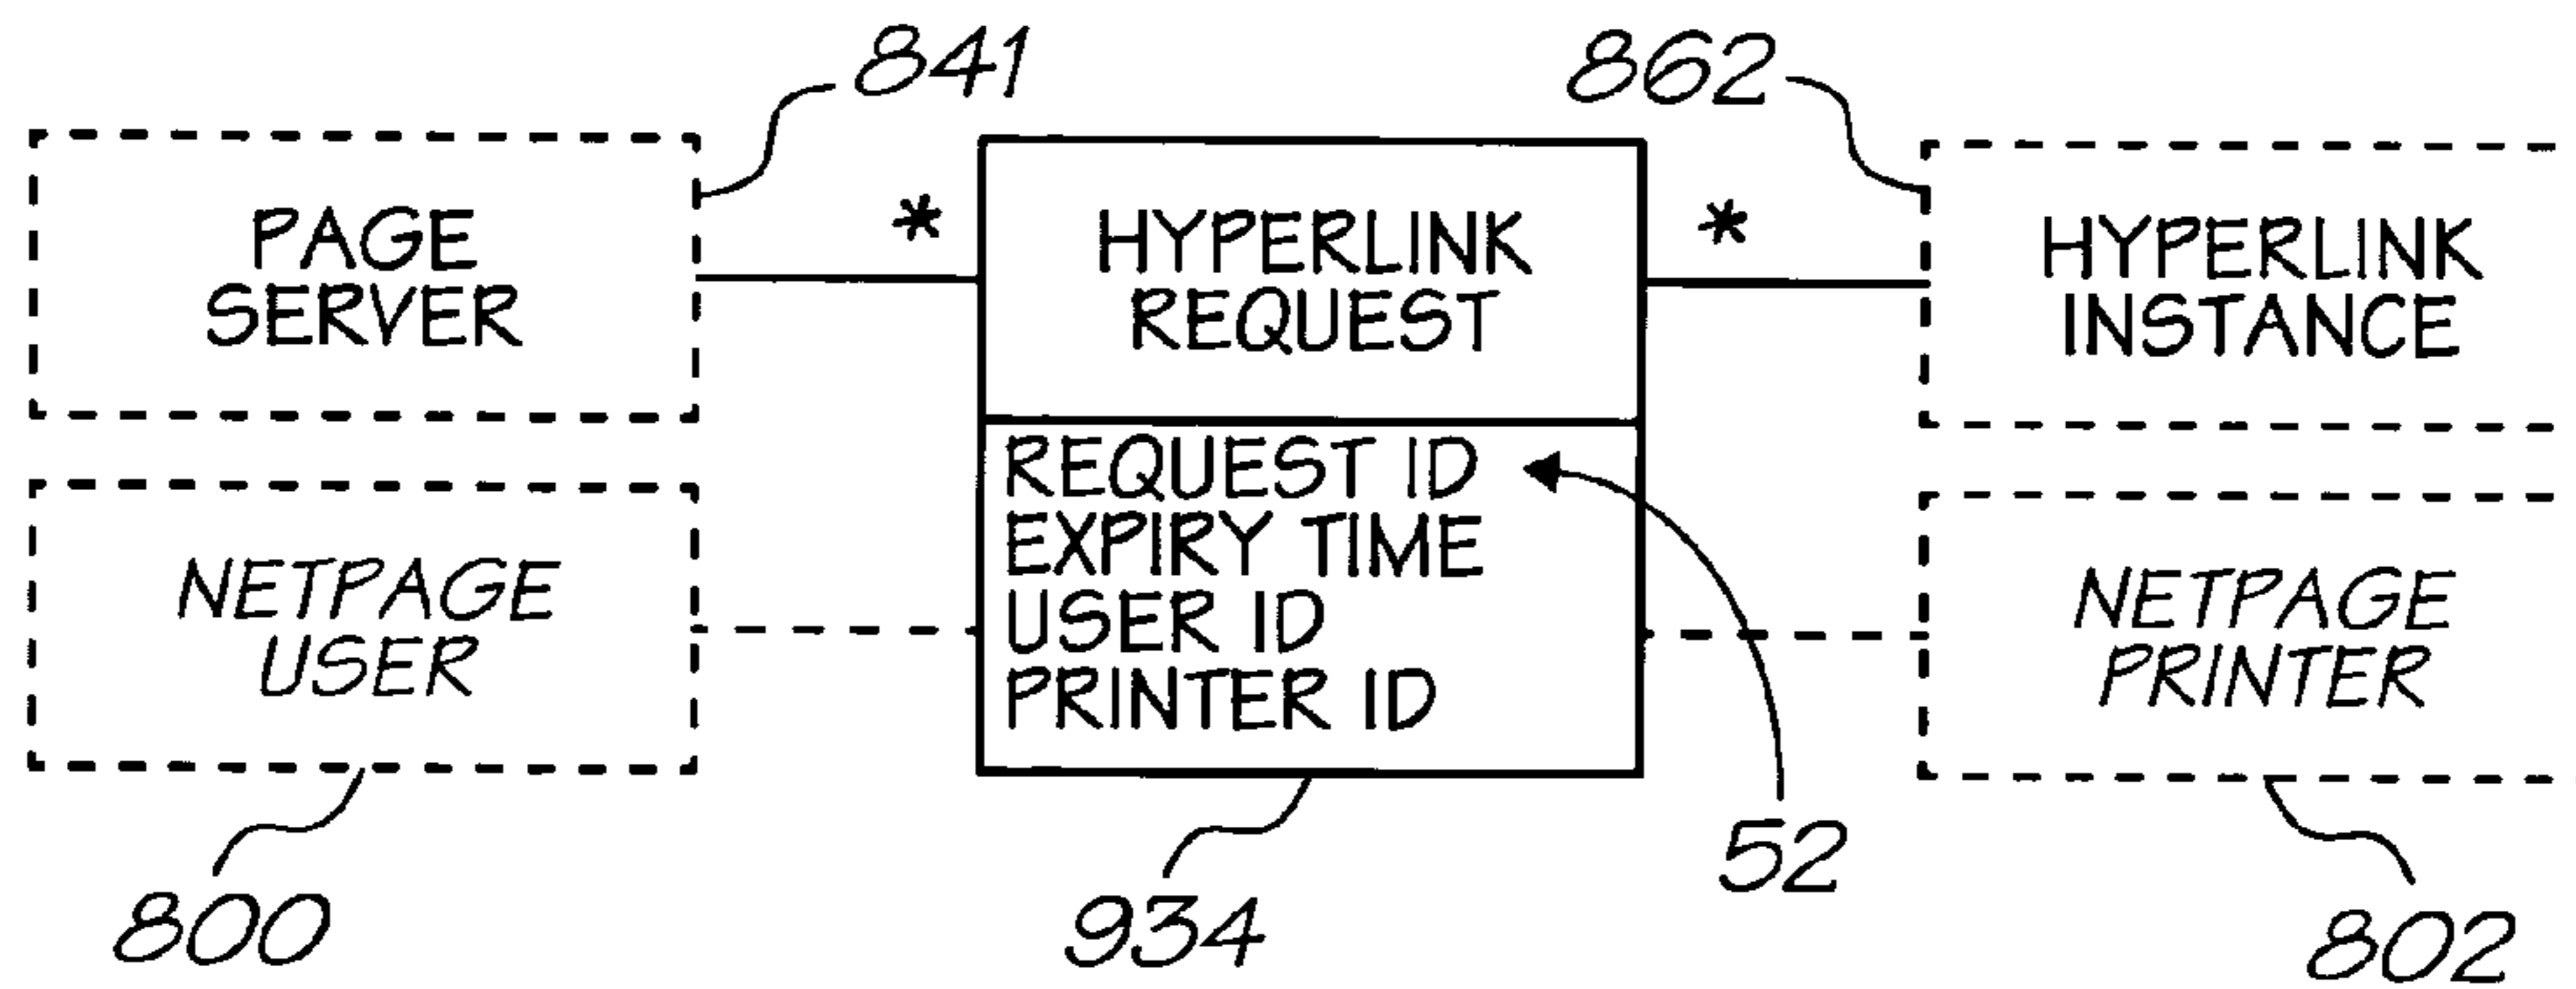 841
862
PAGE
SERVER
*
HYPERLINK
REQUEST
*
HYPERLINK
INSTANCE
REQUEST ID
EXPIRY TIME
USER ID
PRINTER ID
NETPAGE
USER
NETPAGE
PRINTER
52
800
934
802